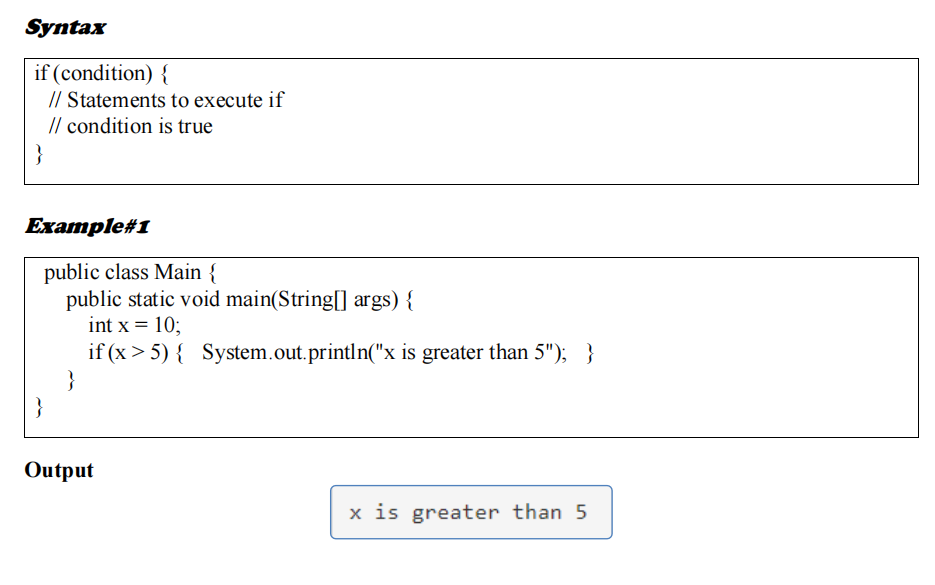 Syntax
if (condition) {
// Statements to execute if
// condition is true
}
Example#1
public class Main {
public static void main(String[] args) {
int x = 10;
if (x > 5) { System.out.println("x is greater than 5"); }
}
}
Output
x is greater than 5